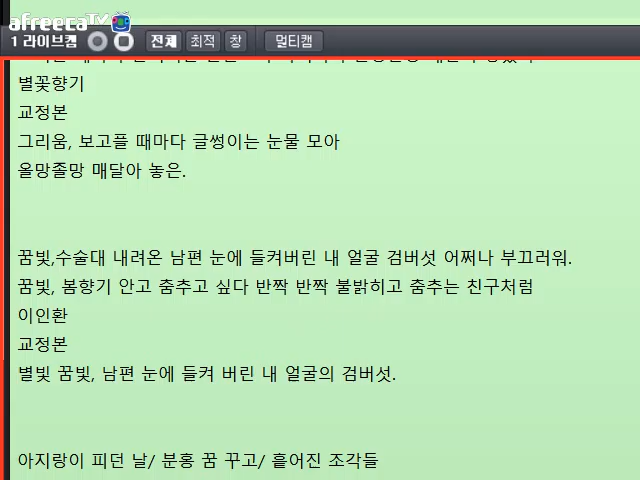 afreecaTV
1 라이브캠 전체 최적 창 멀티캠
별꽃향기
교정본
그리움, 보고플 때마다 글썽이는 눈물 모아
올망졸망 매달아 놓은.
꿈빛,수술대 내려온 남편 눈에 들켜버린 내 얼굴 검버섯 어쩌나 부끄러워.
꿈빛, 봄향기 안고 춤추고 싶다 반짝 반짝 불밝히고 춤추는 친구처럼
이인환
교정본
별빛 꿈빛, 남편 눈에 들켜 버린 내 얼굴의 검버섯.
아지랑이 피던 날/ 분홍 꿈 꾸고/ 흩어진 조각들